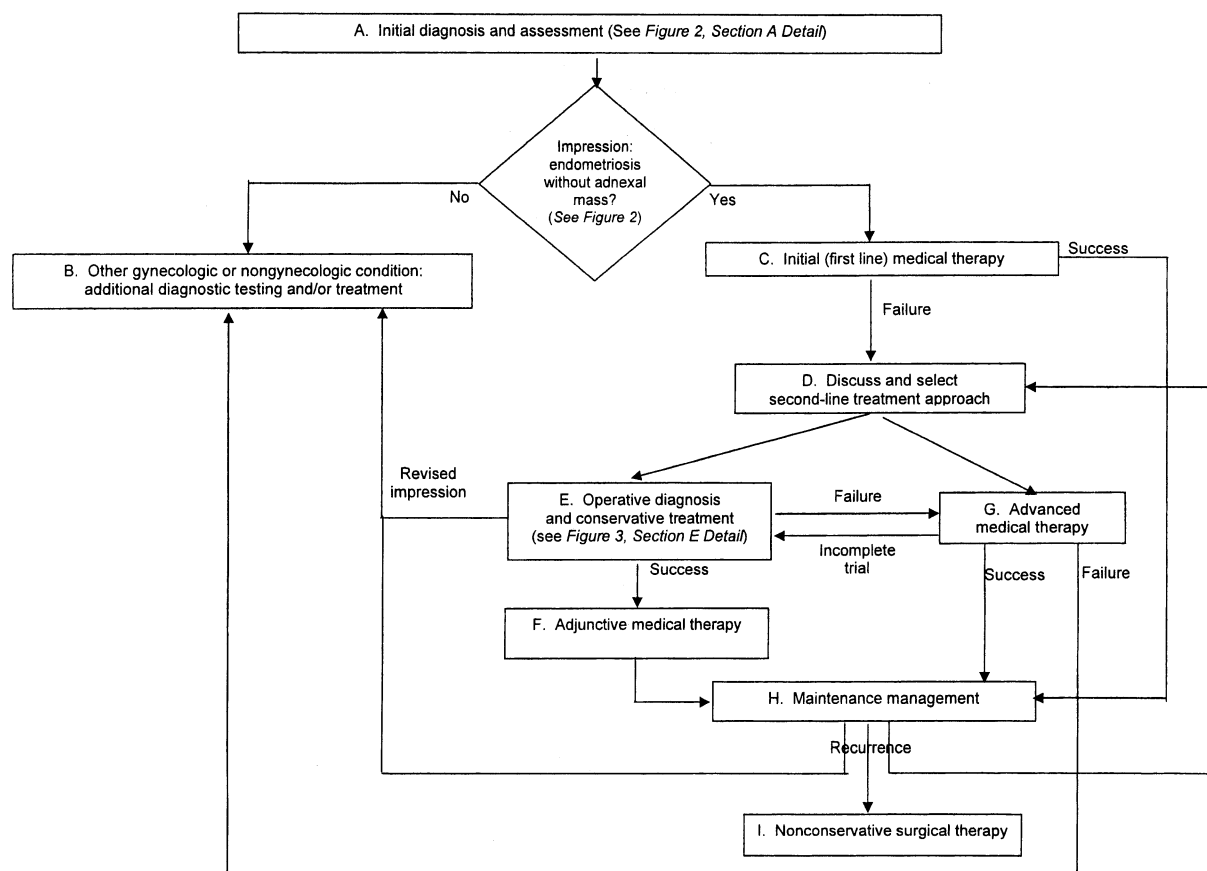 A. Initial diagnosis and assessment (See Figure 2, Section A Detail)
Impression:
endometriosis
without adnexal
mass?
(See Figure 2)
No
Yes
B. Other gynecologic or nongynecologic condition:
additional diagnostic testing and/or treatment
C. Initial (first line) medical therapy
Success
Failure
D. Discuss and select
second-line treatment approach
Revised
impression
E. Operative diagnosis
and conservative treatment
(see Figure 3, Section E Detail)
Failure
Incomplete
trial
G. Advanced
medical therapy
Success
Success
Failure
F. Adjunctive medical therapy
H. Maintenance management
Recurrence
I. Nonconservative surgical therapy